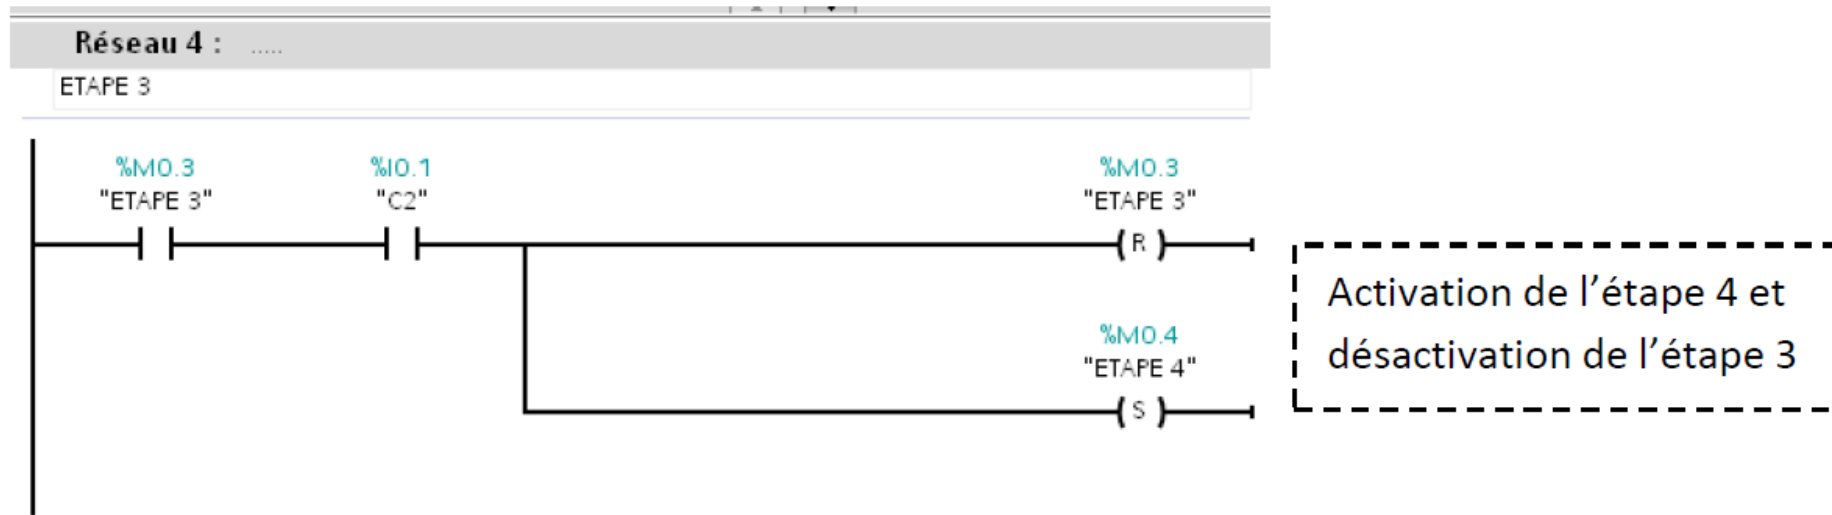 Réseau 4 : .....
ETAPE 3
%M0.3 %I0.1 %M0.3
"ETAPE 3" "C2" "ETAPE 3"
( R )
%M0.4
"ETAPE 4"
( S )
Activation de l’étape 4 et
désactivation de l’étape 3